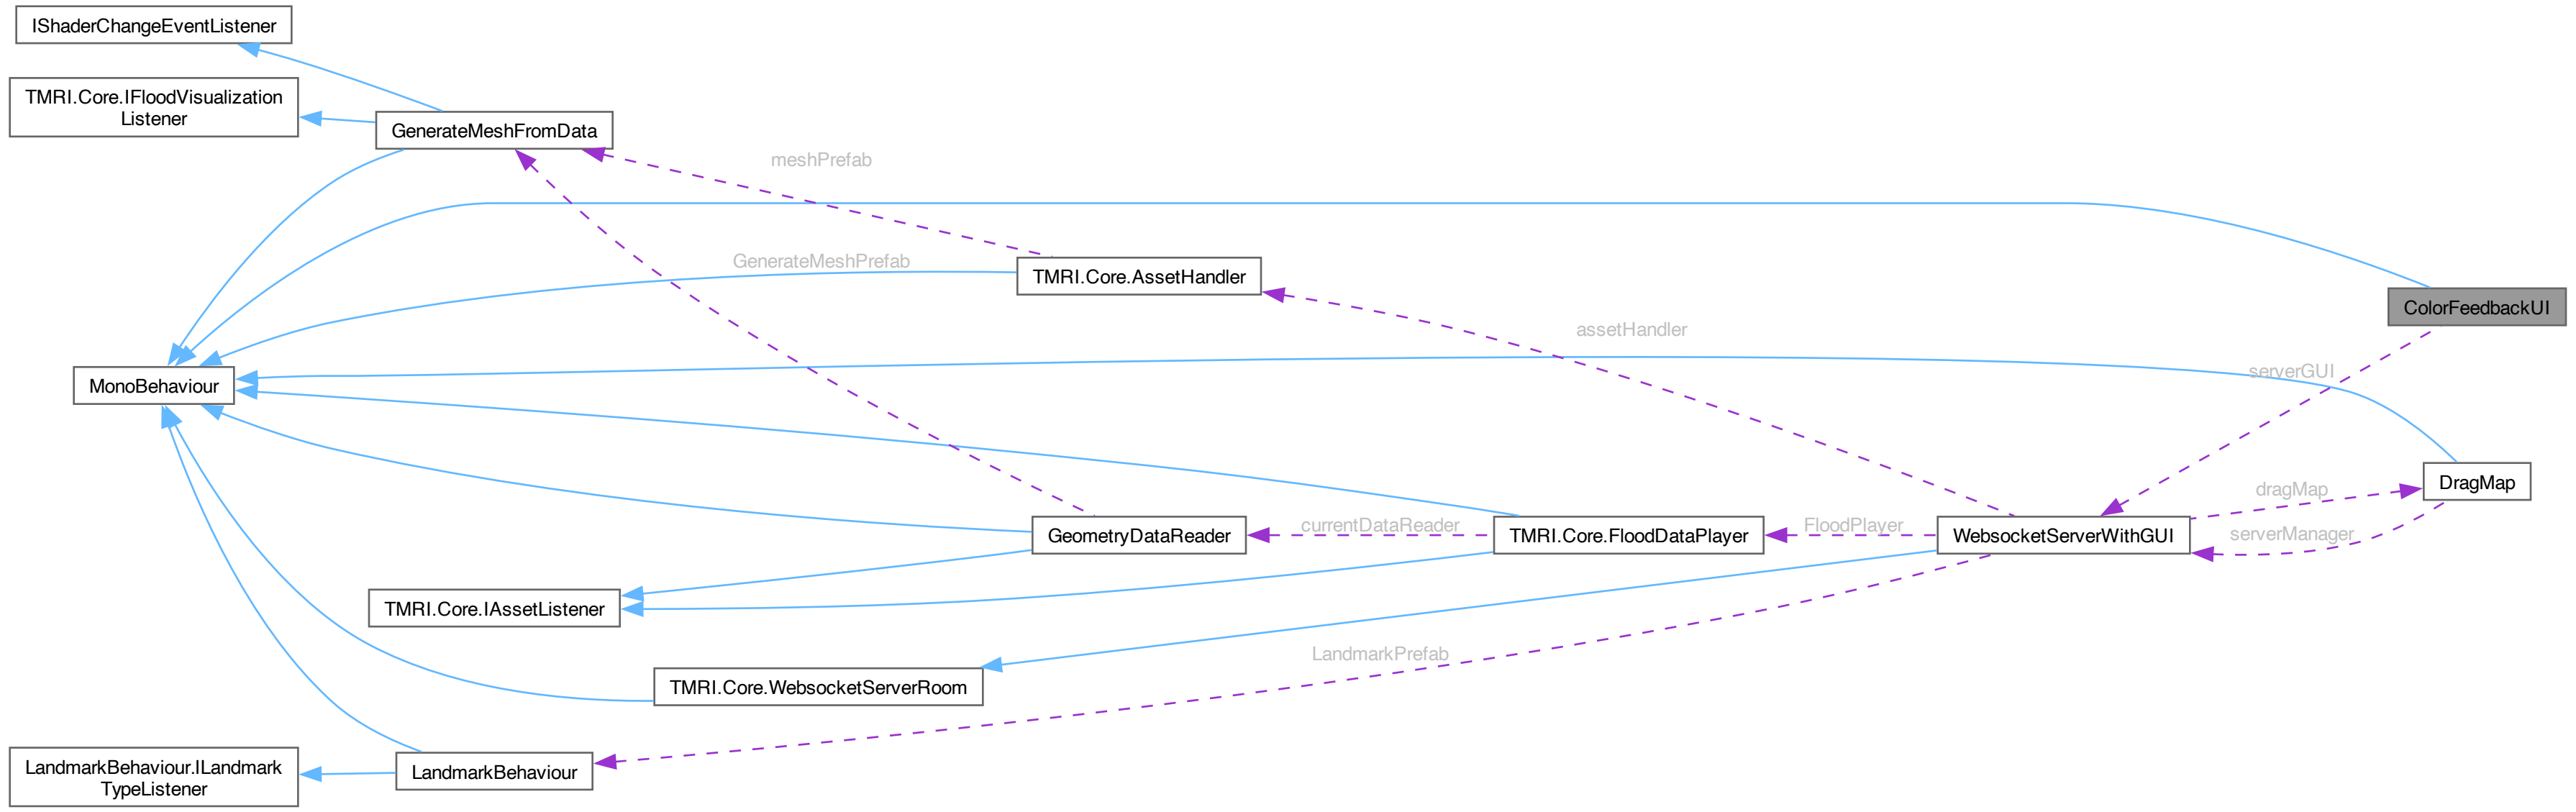 IShaderChangeEventListener
TMRI.Core.IFloodVisualization
Listener
GenerateMeshFromData
meshPrefab
GenerateMeshPrefab
TMRI.Core.AssetHandler
ColorFeedbackUI
assetHandler
serverGUI
MonoBehaviour
DragMap
dragMap
currentDataReader
FloodPlayer
serverManager
GeometryDataReader
TMRI.Core.FloodDataPlayer
WebsocketServerWithGUI
TMRI.Core.IAssetListener
LandmarkPrefab
TMRI.Core.WebsocketServerRoom
LandmarkBehaviour.ILandmark
TypeListener
LandmarkBehaviour